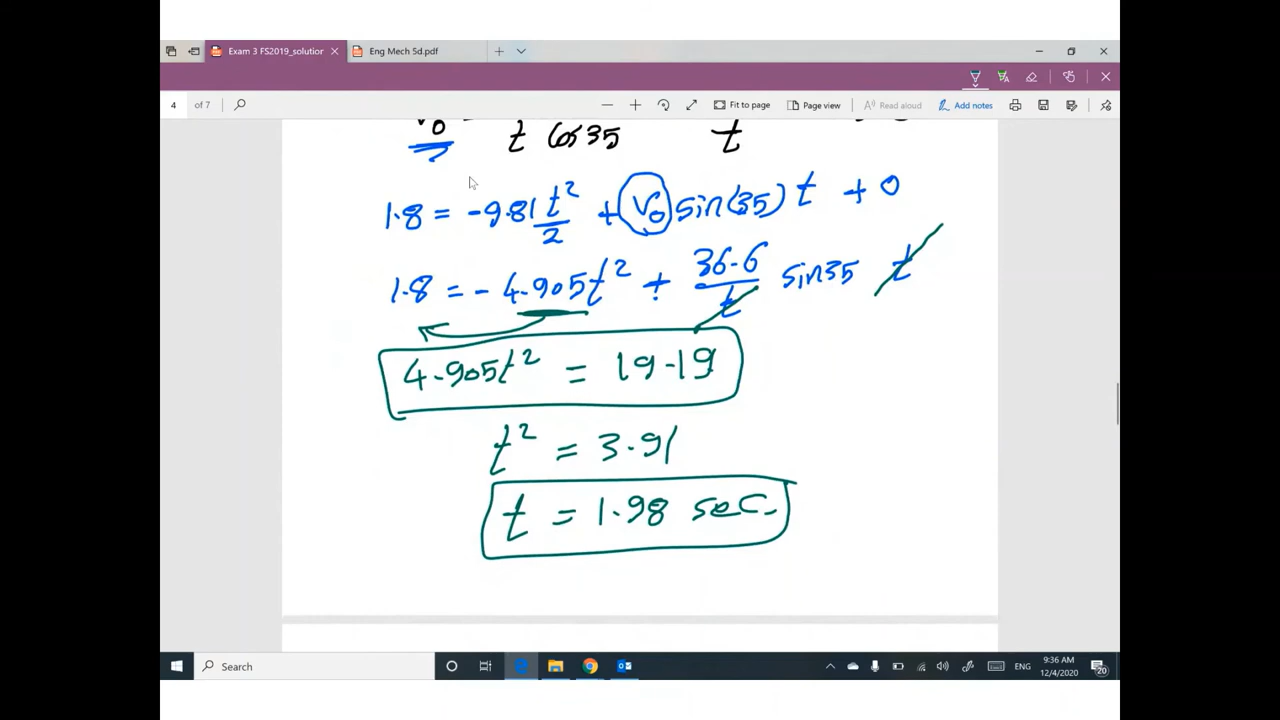 Exam 3 FS2019_solution
Eng Mech 5d.pdf
4 of 7
Fit to page
Page view
Read aloud
Add notes
t cos35 t
1.8 = -9.81 t²/2 + v₀ sin(35) t + 0
1.8 = - 4.905t² + 36.6/t sin35 t
4.905t² = 19.19
t² = 3.91
t = 1.98 sec.
Search
ENG
9:36 AM
12/4/2020
20